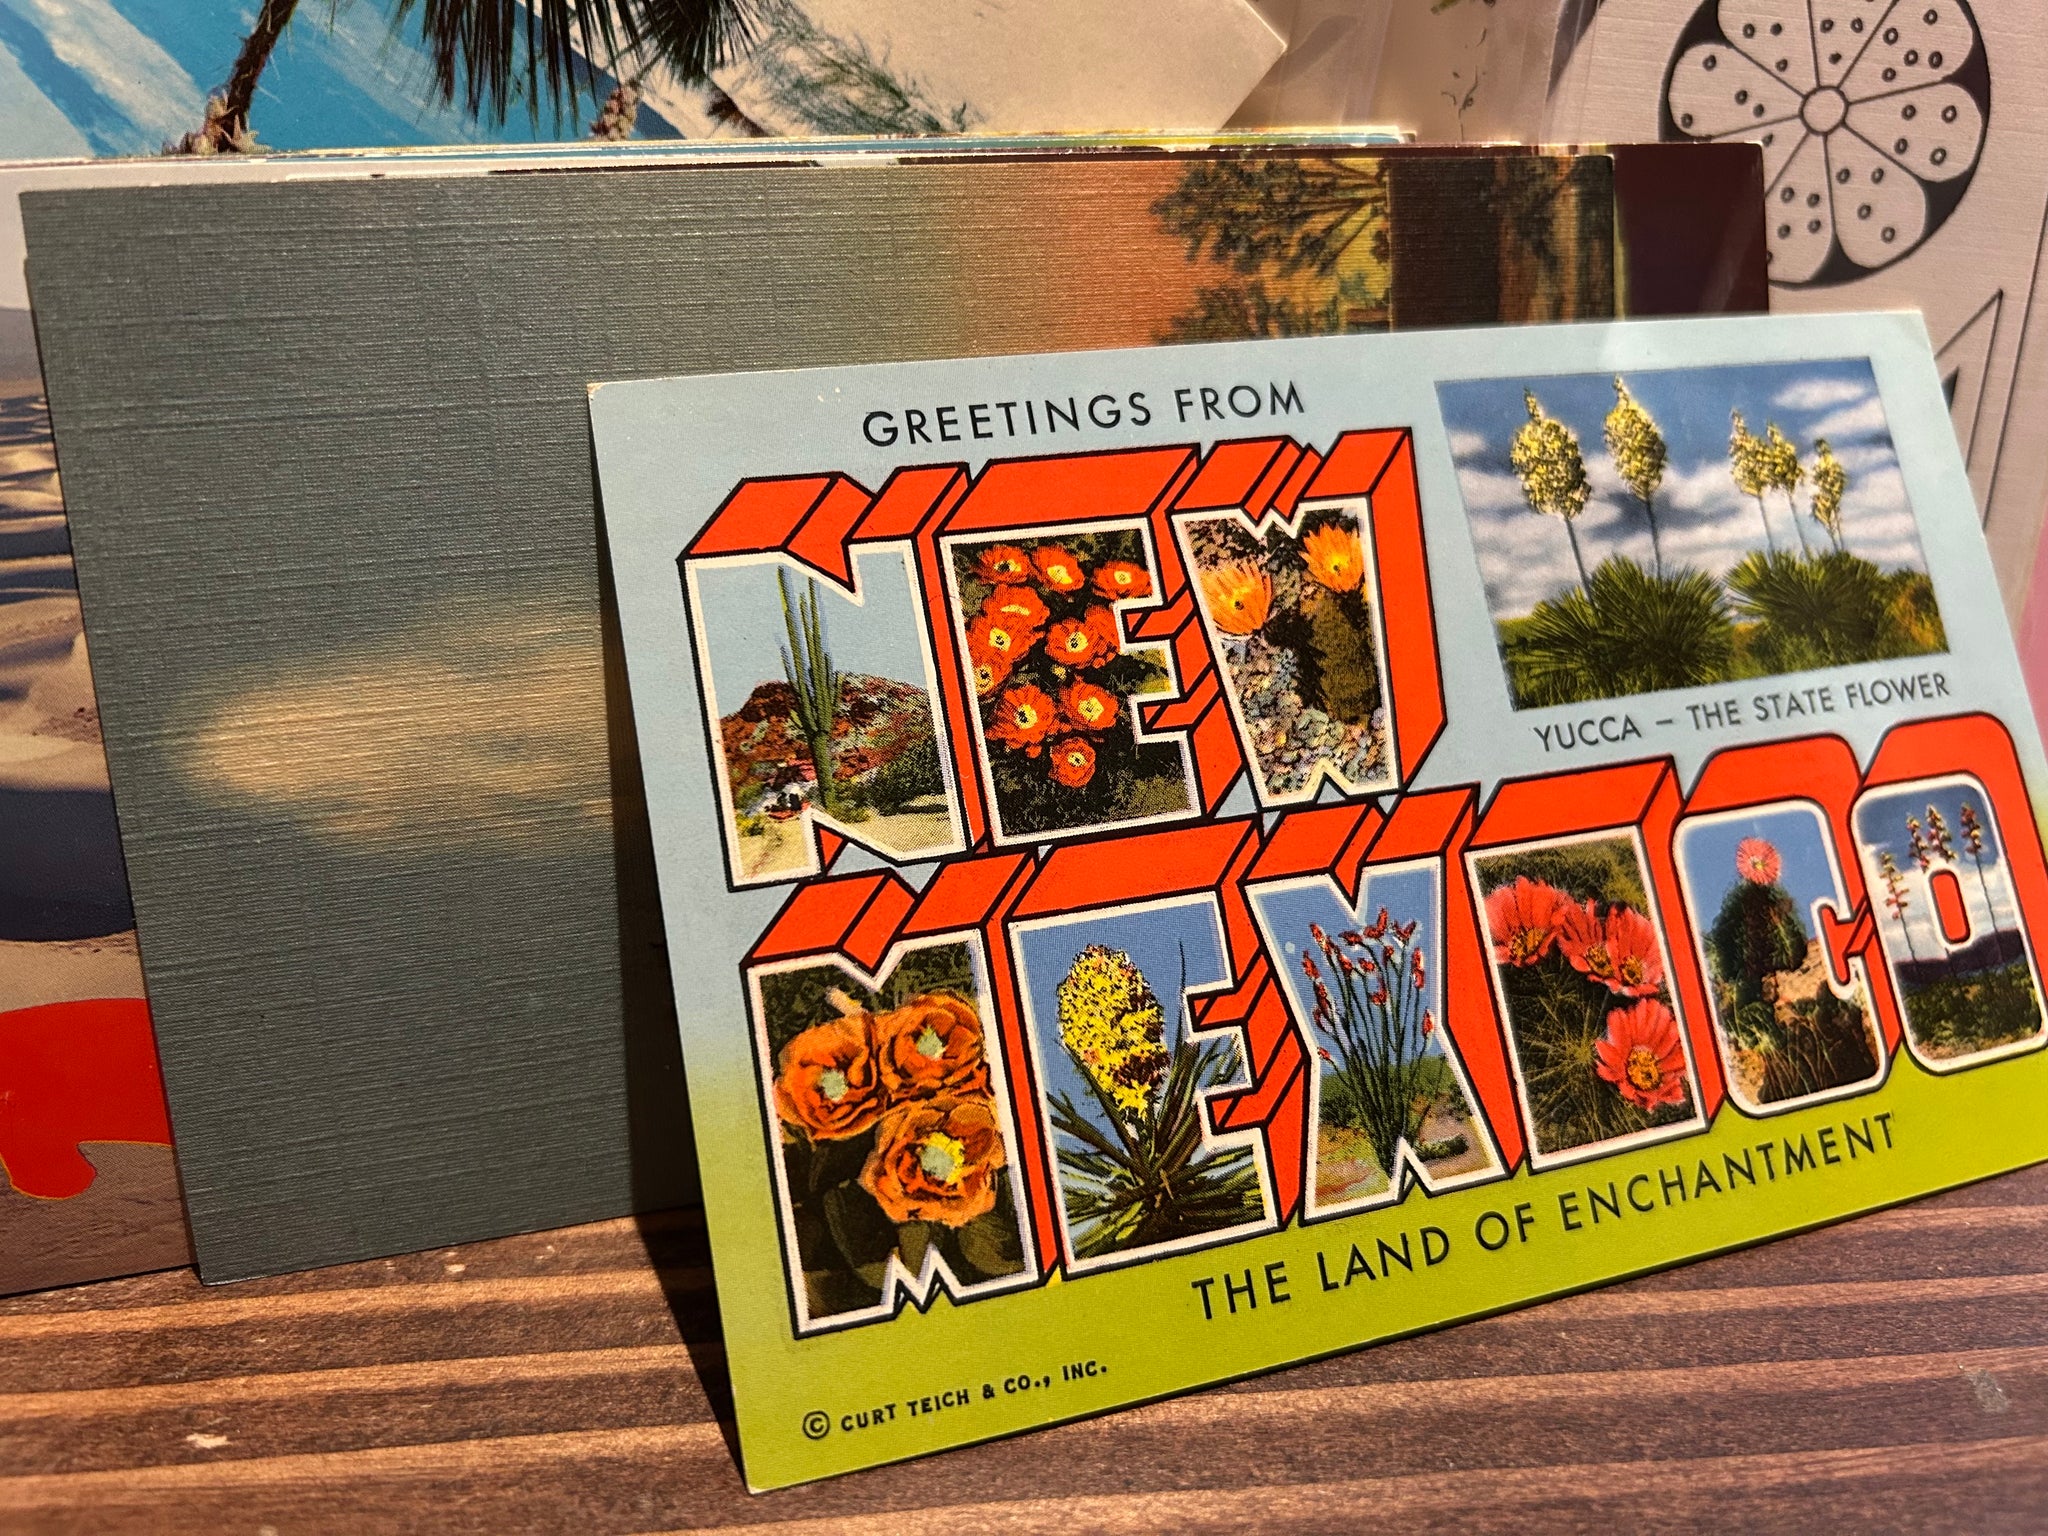 GREETINGS FROM
NEW
YUCCA – THE STATE FLOWER
MEXICO
THE LAND OF ENCHANTMENT
© CURT TEICH & CO., INC.